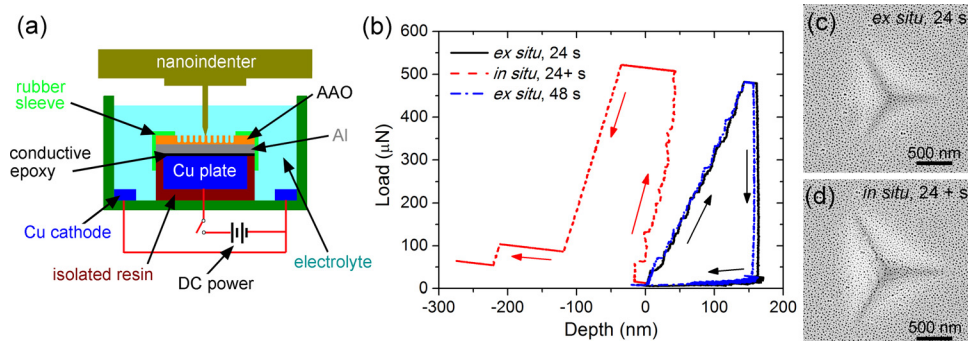 (a)
nanoindenter
rubber
sleeve
AAO
Al
conductive
epoxy
Cu plate
Cu cathode
isolated resin
DC power
electrolyte
(b)
600
500
400
300
200
100
0
Load (μN)
ex situ, 24 s
in situ, 24+ s
ex situ, 48 s
-300
-200
-100
0
100
200
Depth (nm)
(c)
ex situ, 24 s
500 nm
(d)
in situ, 24 + s
500 nm